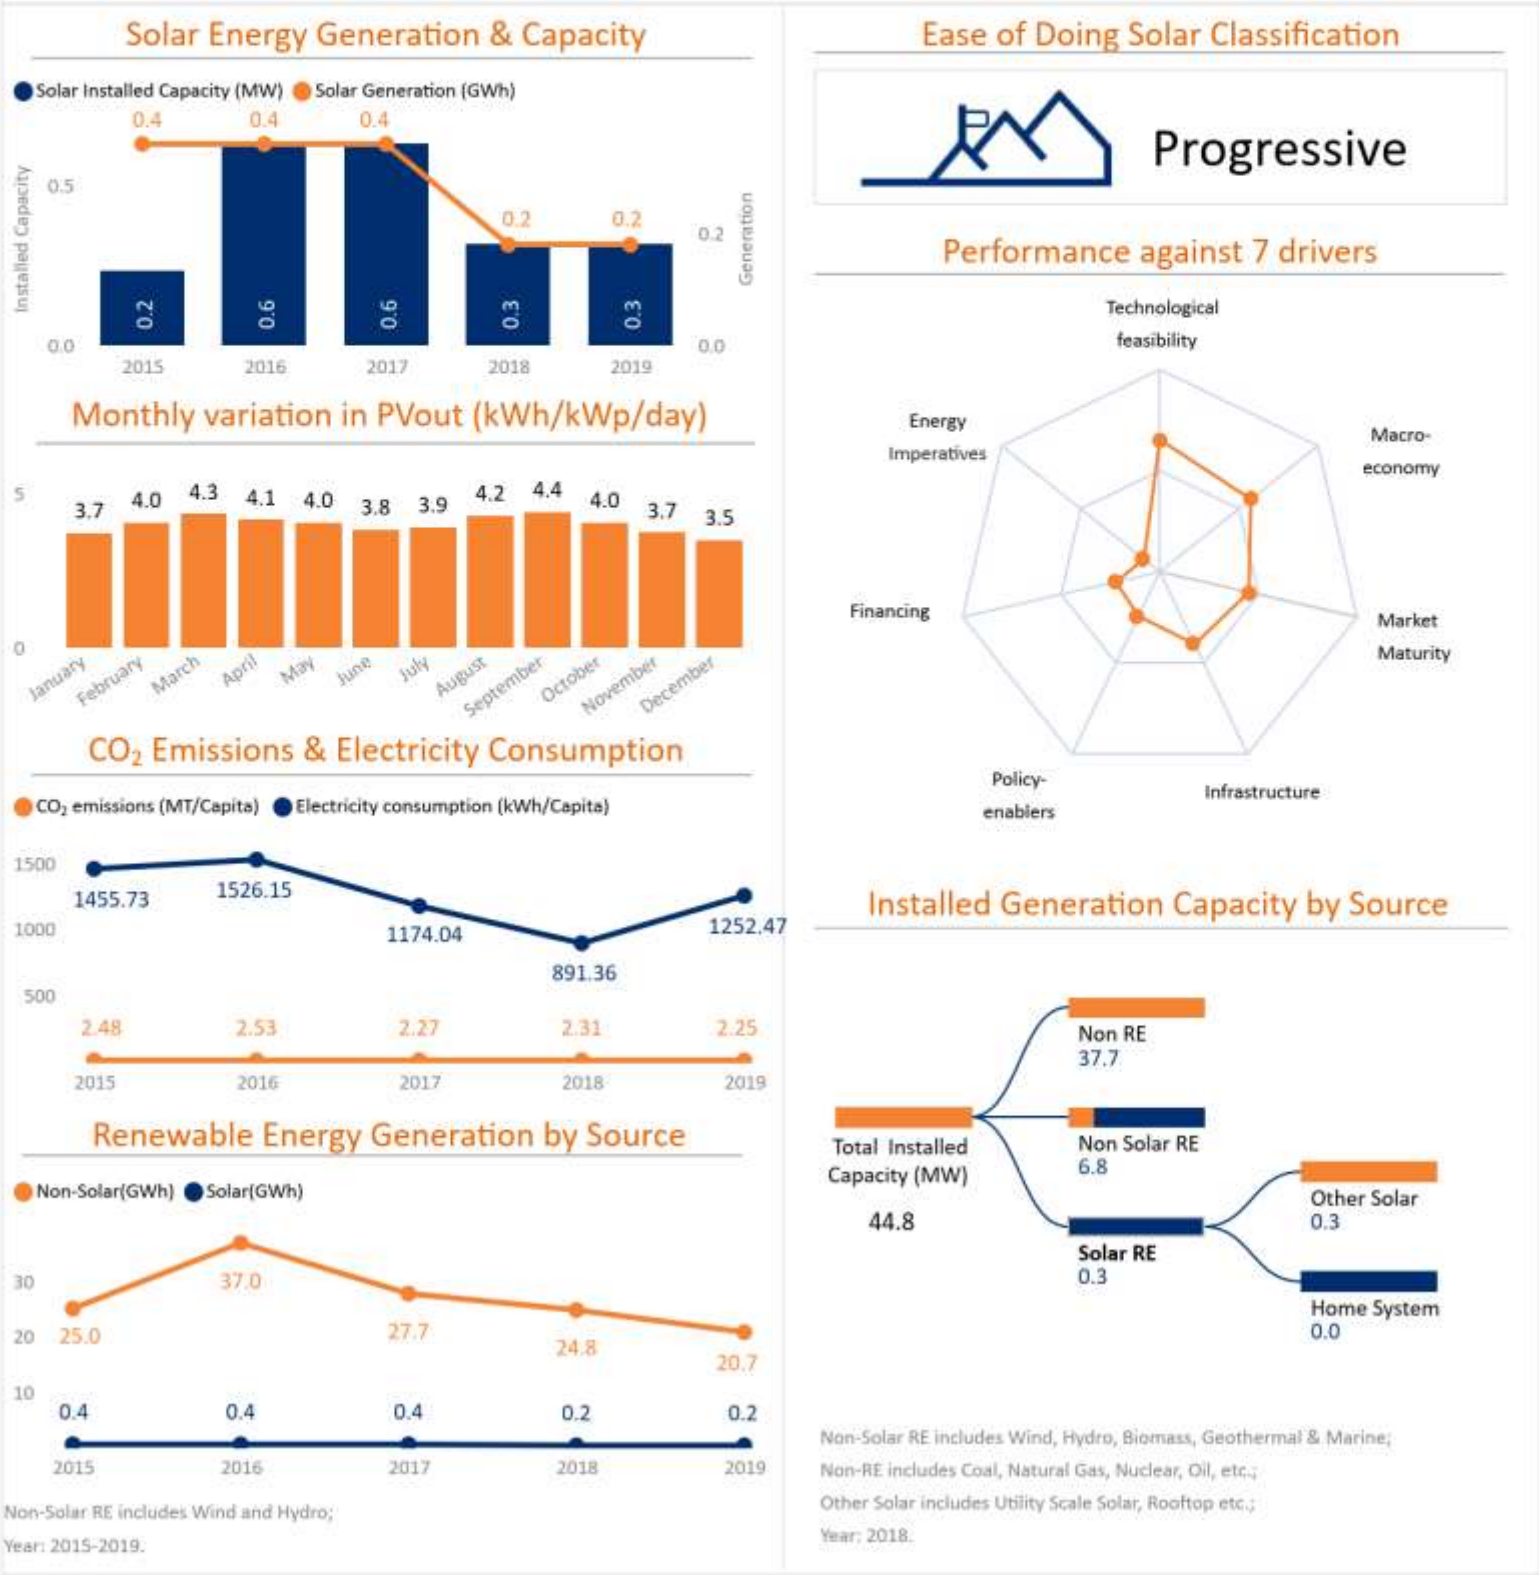 Solar Energy Generation & Capacity
Solar Installed Capacity (MW) Solar Generation (GWh)
0.4 0.4 0.4
0.2 0.2
Installed Capacity
0.5
0.0
0.2
0.0
Generation
0.2 0.6 0.6 0.3 0.3
2015 2016 2017 2018 2019
Monthly variation in PVout (kWh/kWp/day)
5
0
3.7 4.0 4.3 4.1 4.0 3.8 3.9 4.2 4.4 4.0 3.7 3.5
January February March April May June July August September October November December
CO₂ Emissions & Electricity Consumption
CO₂ emissions (MT/Capita) Electricity consumption (kWh/Capita)
1500
1000
500
1455.73 1526.15 1174.04 891.36 1252.47
2.48 2.53 2.27 2.31 2.25
2015 2016 2017 2018 2019
Renewable Energy Generation by Source
Non-Solar(GWh) Solar(GWh)
30
20
10
25.0 37.0 27.7 24.8 20.7
0.4 0.4 0.4 0.2 0.2
2015 2016 2017 2018 2019
Non-Solar RE includes Wind and Hydro;
Year: 2015-2019.
Ease of Doing Solar Classification
Progressive
Performance against 7 drivers
Technological
feasibility
Macro-
economy
Market
Maturity
Infrastructure
Policy-
enablers
Financing
Energy
Imperatives
Installed Generation Capacity by Source
Total Installed
Capacity (MW)
44.8
Non RE
37.7
Non Solar RE
6.8
Solar RE
0.3
Other Solar
0.3
Home System
0.0
Non-Solar RE includes Wind, Hydro, Biomass, Geothermal & Marine;
Non-RE includes Coal, Natural Gas, Nuclear, Oil, etc.;
Other Solar includes Utility Scale Solar, Rooftop etc.;
Year: 2018.